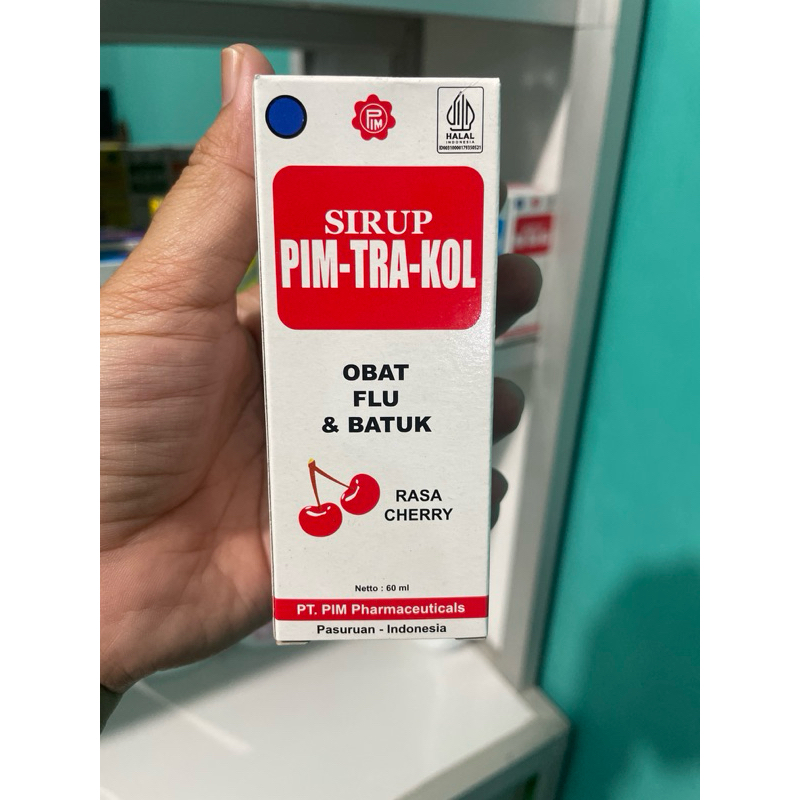 PIM
HALAL
INDONESIA
SIRUP
PIM-TRA-KOL
OBAT
FLU
& BATUK
RASA
CHERRY
Netto : 60 ml
PT. PIM Pharmaceuticals
Pasuruan - Indonesia